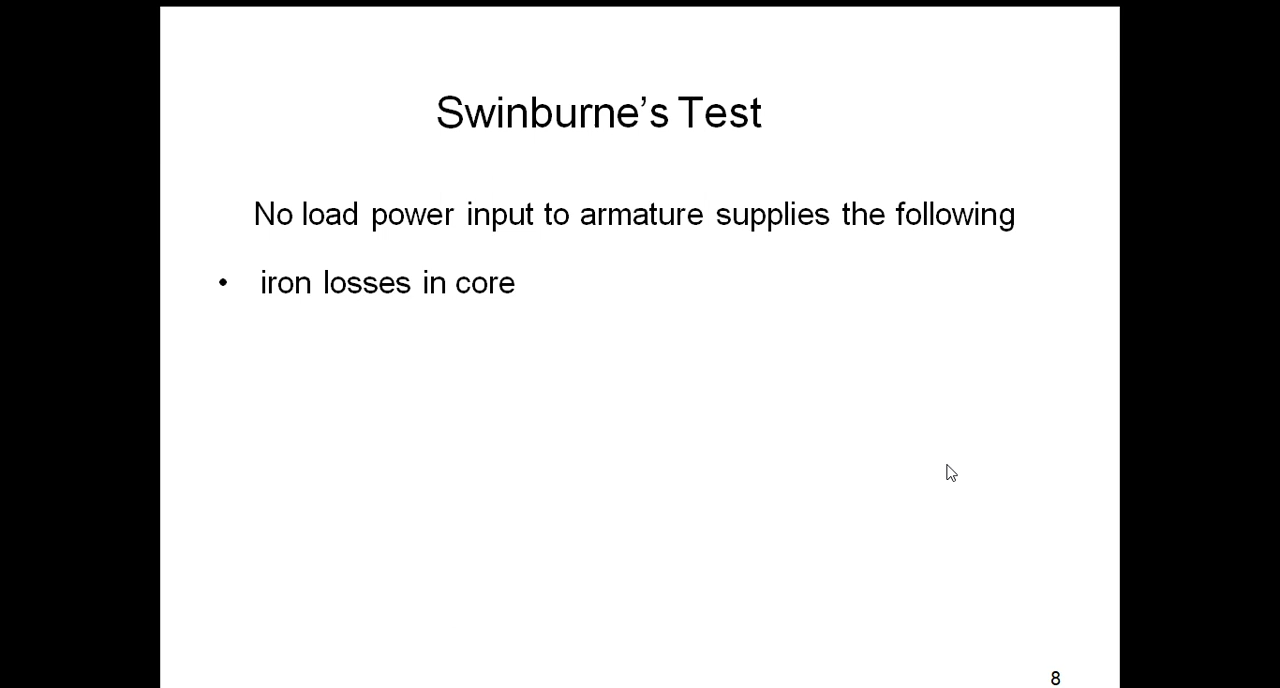 Swinburne’s Test
No load power input to armature supplies the following
• iron losses in core
8